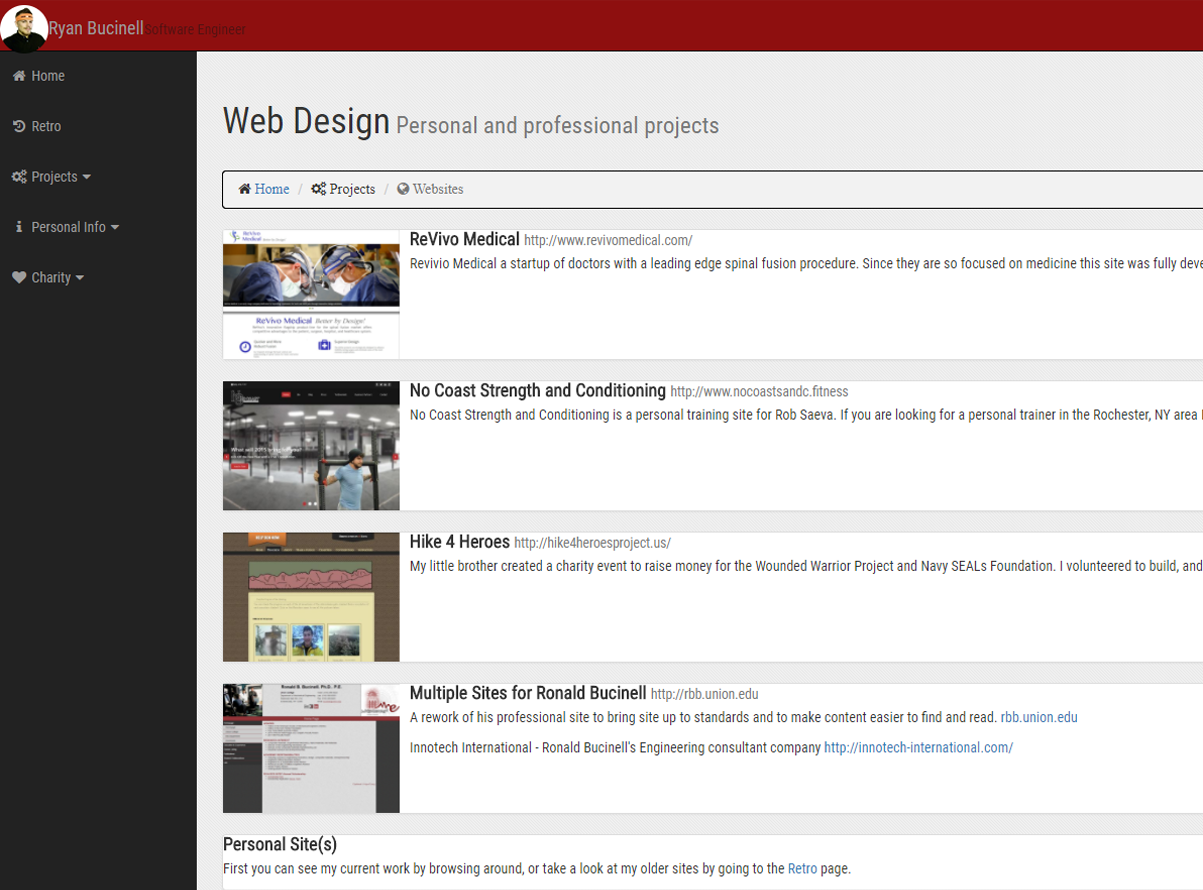 Ryan Bucinell Software Engineer
Home
Retro
Projects
Personal Info
Charity
Web Design Personal and professional projects
Home / Projects / Websites
ReVivo Medical http://www.revivomedical.com/
Revivio Medical a startup of doctors with a leading edge spinal fusion procedure. Since they are so focused on medicine this site was fully deve
ReVivo Medical Better by Design!
No Coast Strength and Conditioning http://www.nocoastsandc.fitness
No Coast Strength and Conditioning is a personal training site for Rob Saeva. If you are looking for a personal trainer in the Rochester, NY area
Hike 4 Heroes http://hike4heroesproject.us/
My little brother created a charity event to raise money for the Wounded Warrior Project and Navy SEALs Foundation. I volunteered to build, and
Multiple Sites for Ronald Bucinell http://rbb.union.edu
A rework of his professional site to bring site up to standards and to make content easier to find and read. rbb.union.edu
Innotech International - Ronald Bucinell's Engineering consultant company http://innotech-international.com/
Ronald B. Bucinell, Ph.D., P.E.
Personal Site(s)
First you can see my current work by browsing around, or take a look at my older sites by going to the Retro page.